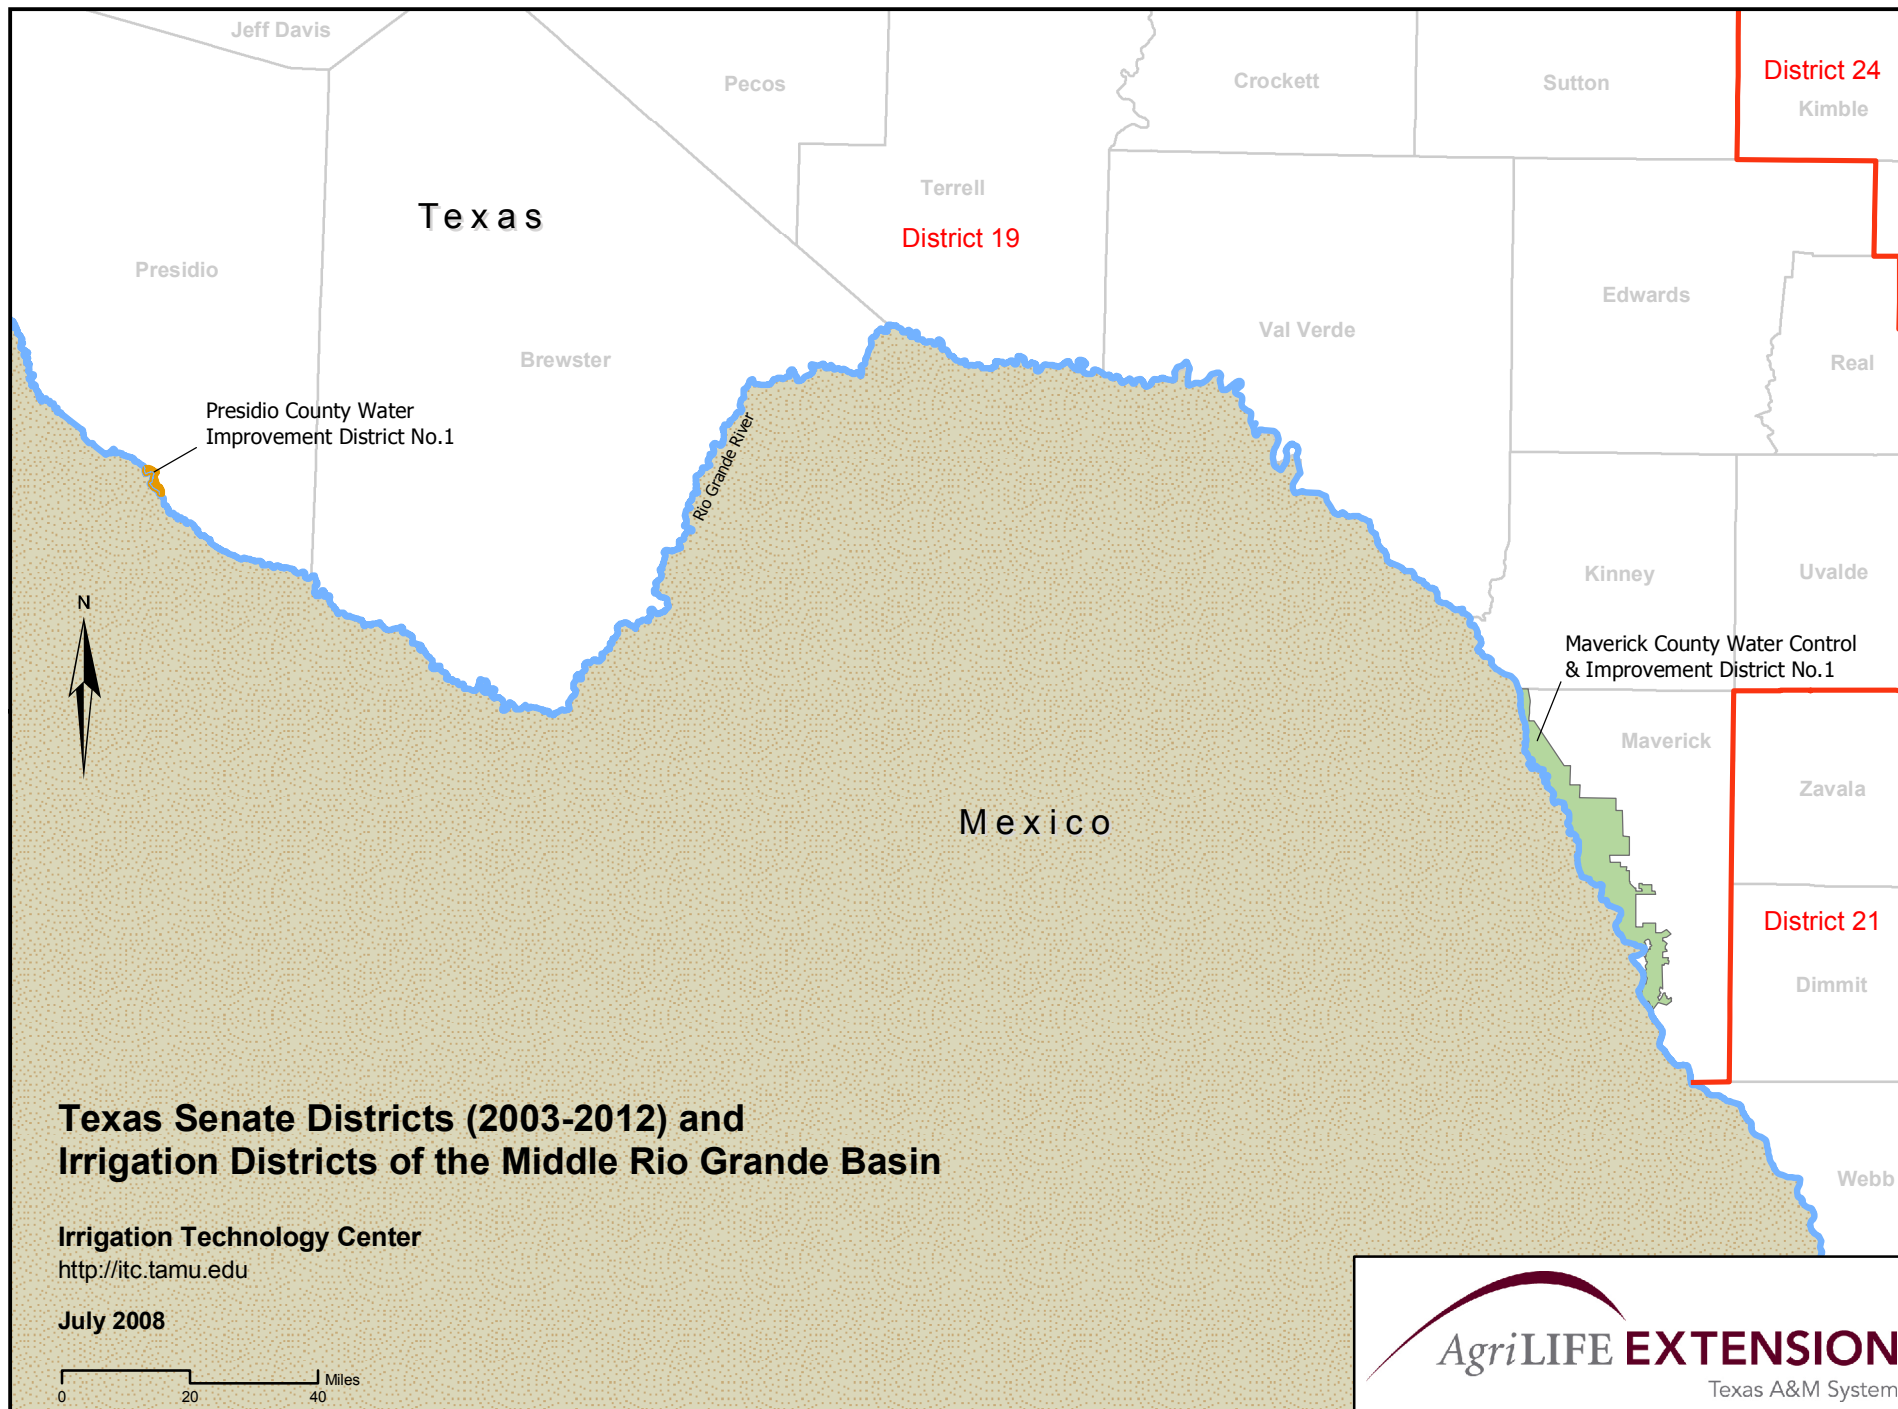 Jeff Davis
Pecos
Crockett
Sutton
District 24
Kimble
Texas
Terrell
District 19
Presidio
Edwards
Val Verde
Brewster
Real
Presidio County Water
Improvement District No.1
Rio Grande River
Kinney
Uvalde
N
Maverick County Water Control
& Improvement District No.1
Maverick
Zavala
Mexico
District 21
Dimmit
Texas Senate Districts (2003-2012) and
Irrigation Districts of the Middle Rio Grande Basin
Webb
Irrigation Technology Center
http://itc.tamu.edu
July 2008
Miles
0 20 40
AgriLIFE EXTENSION
Texas A&M System